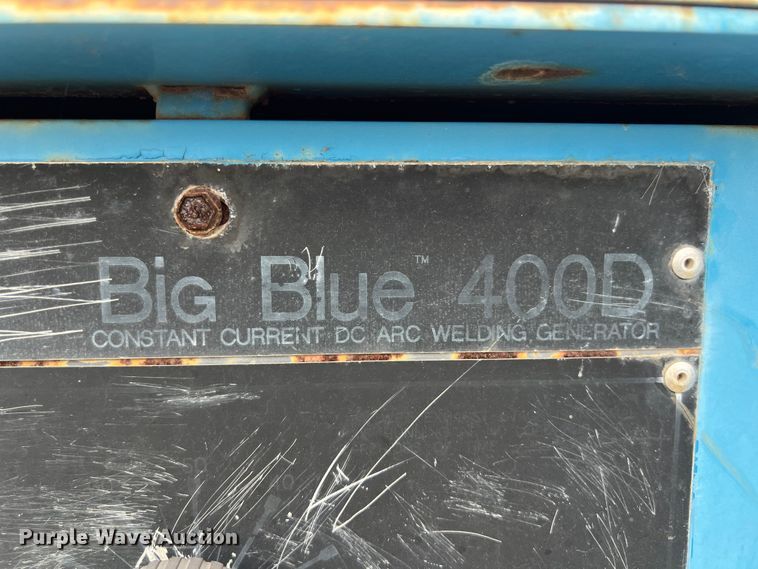 Big Blue™ 400D
CONSTANT CURRENT DC ARC WELDING GENERATOR
Purple Wave Auction